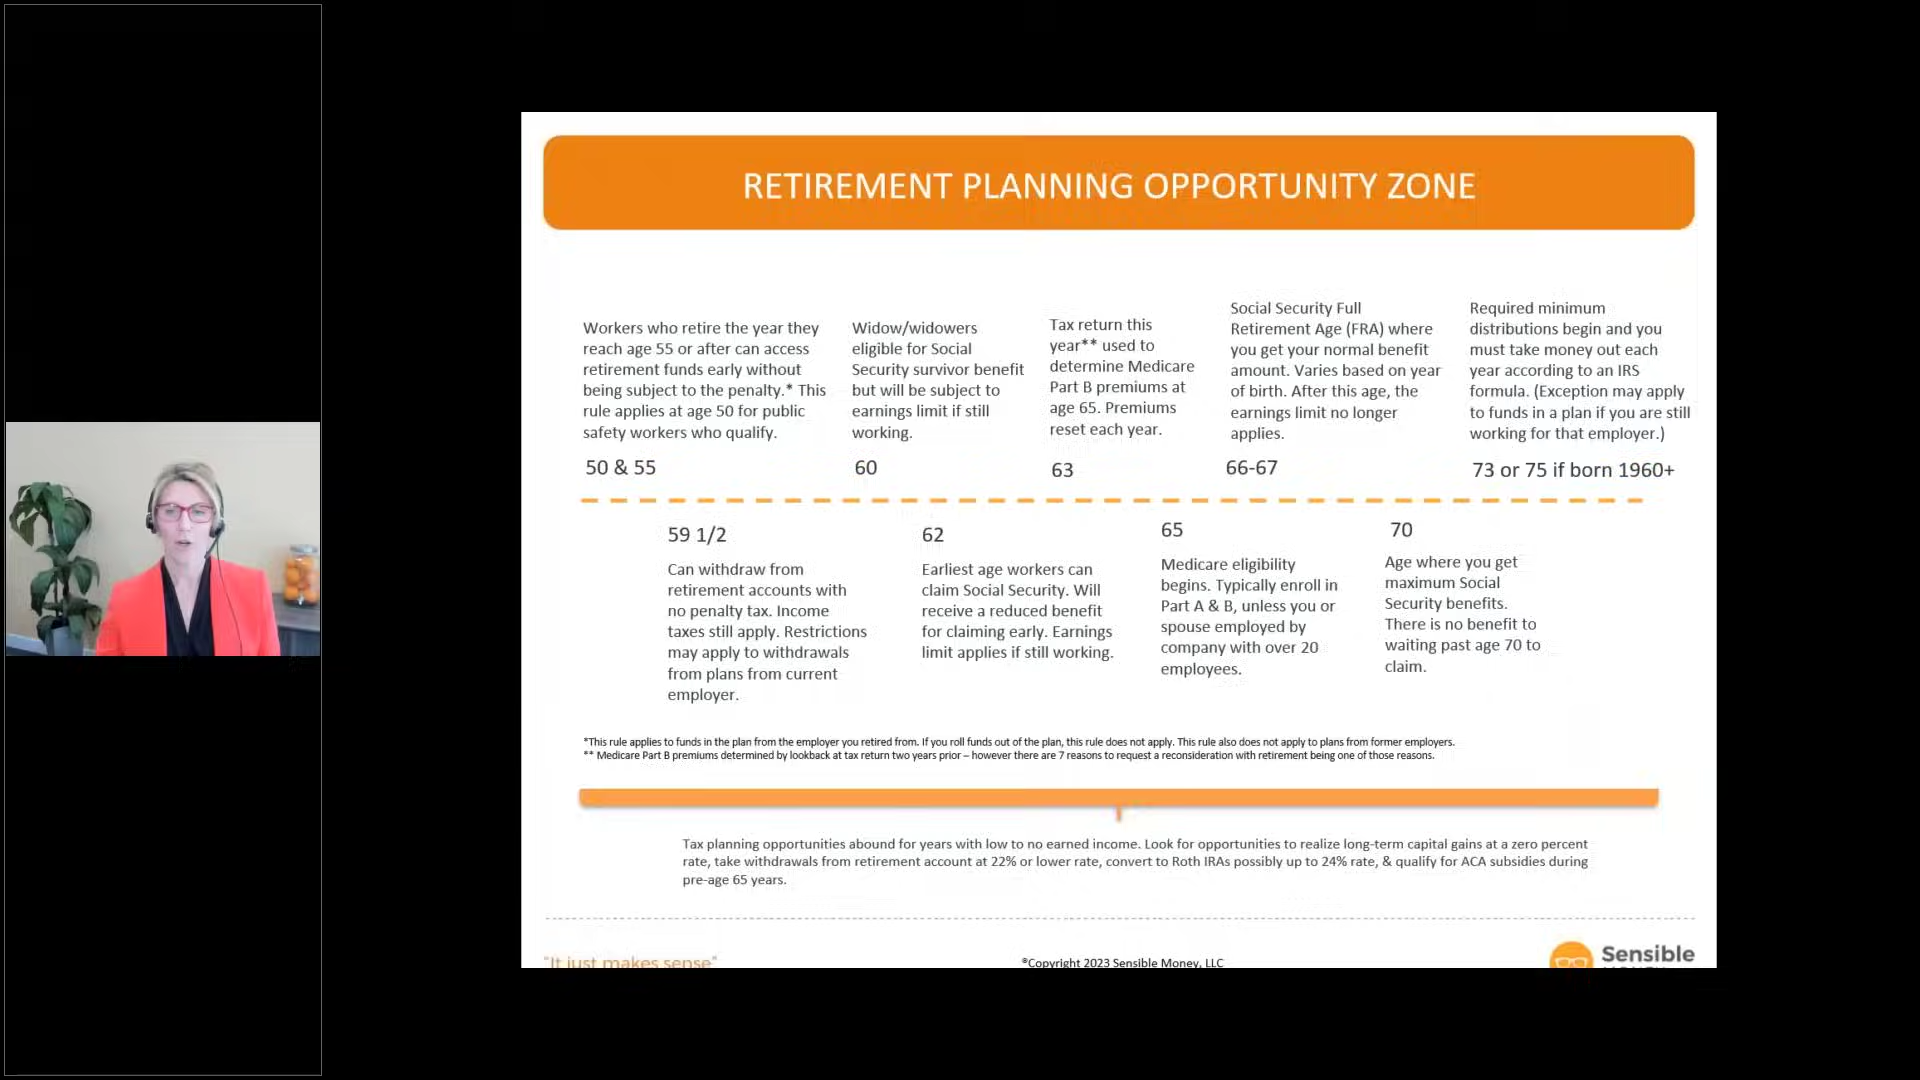 RETIREMENT PLANNING OPPORTUNITY ZONE
Workers who retire the year they
reach age 55 or after can access
retirement funds early without
being subject to the penalty.* This
rule applies at age 50 for public
safety workers who qualify.
50 & 55
Widow/widowers
eligible for Social
Security survivor benefit
but will be subject to
earnings limit if still
working.
60
Tax return this
year** used to
determine Medicare
Part B premiums at
age 65. Premiums
reset each year.
63
Social Security Full
Retirement Age (FRA) where
you get your normal benefit
amount. Varies based on year
of birth. After this age, the
earnings limit no longer
applies.
66-67
Required minimum
distributions begin and you
must take money out each
year according to an IRS
formula. (Exception may apply
to funds in a plan if you are still
working for that employer.)
73 or 75 if born 1960+
59 1/2
Can withdraw from
retirement accounts with
no penalty tax. Income
taxes still apply. Restrictions
may apply to withdrawals
from plans from current
employer.
62
Earliest age workers can
claim Social Security. Will
receive a reduced benefit
for claiming early. Earnings
limit applies if still working.
65
Medicare eligibility
begins. Typically enroll in
Part A & B, unless you or
spouse employed by
company with over 20
employees.
70
Age where you get
maximum Social
Security benefits.
There is no benefit to
waiting past age 70 to
claim.
*This rule applies to funds in the plan from the employer you retired from. If you roll funds out of the plan, this rule does not apply. This rule also does not apply to plans from former employers.
** Medicare Part B premiums determined by lookback at tax return two years prior – however there are 7 reasons to request a reconsideration with retirement being one of those reasons.
Tax planning opportunities abound for years with low to no earned income. Look for opportunities to realize long-term capital gains at a zero percent
rate, take withdrawals from retirement account at 22% or lower rate, convert to Roth IRAs possibly up to 24% rate, & qualify for ACA subsidies during
pre-age 65 years.
"It just makes sense"
®Copyright 2023 Sensible Money, LLC
Sensible